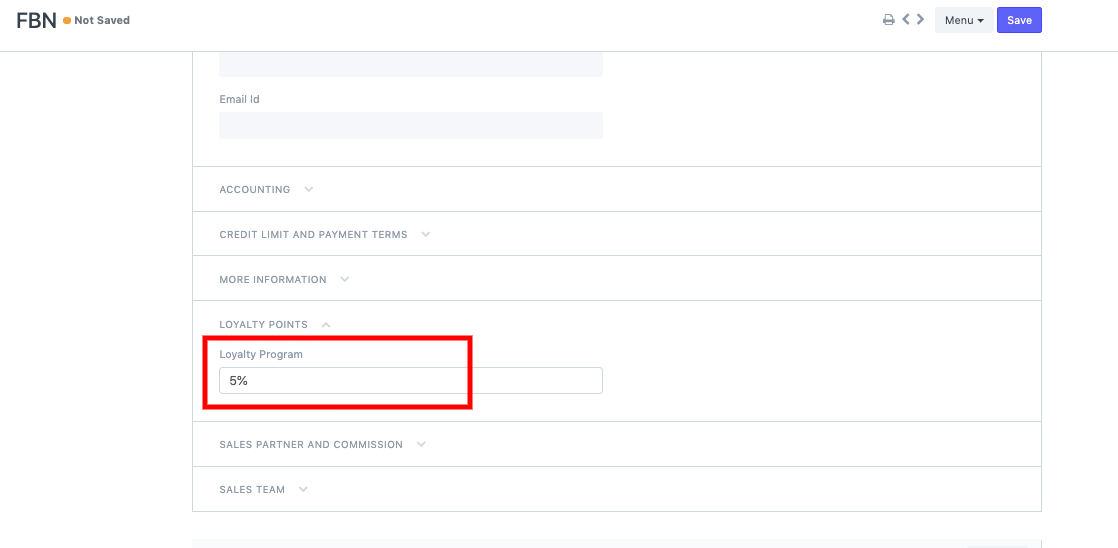 FBN Not Saved Menu Save
Email Id
ACCOUNTING
CREDIT LIMIT AND PAYMENT TERMS
MORE INFORMATION
LOYALTY POINTS
Loyalty Program
5%
SALES PARTNER AND COMMISSION
SALES TEAM